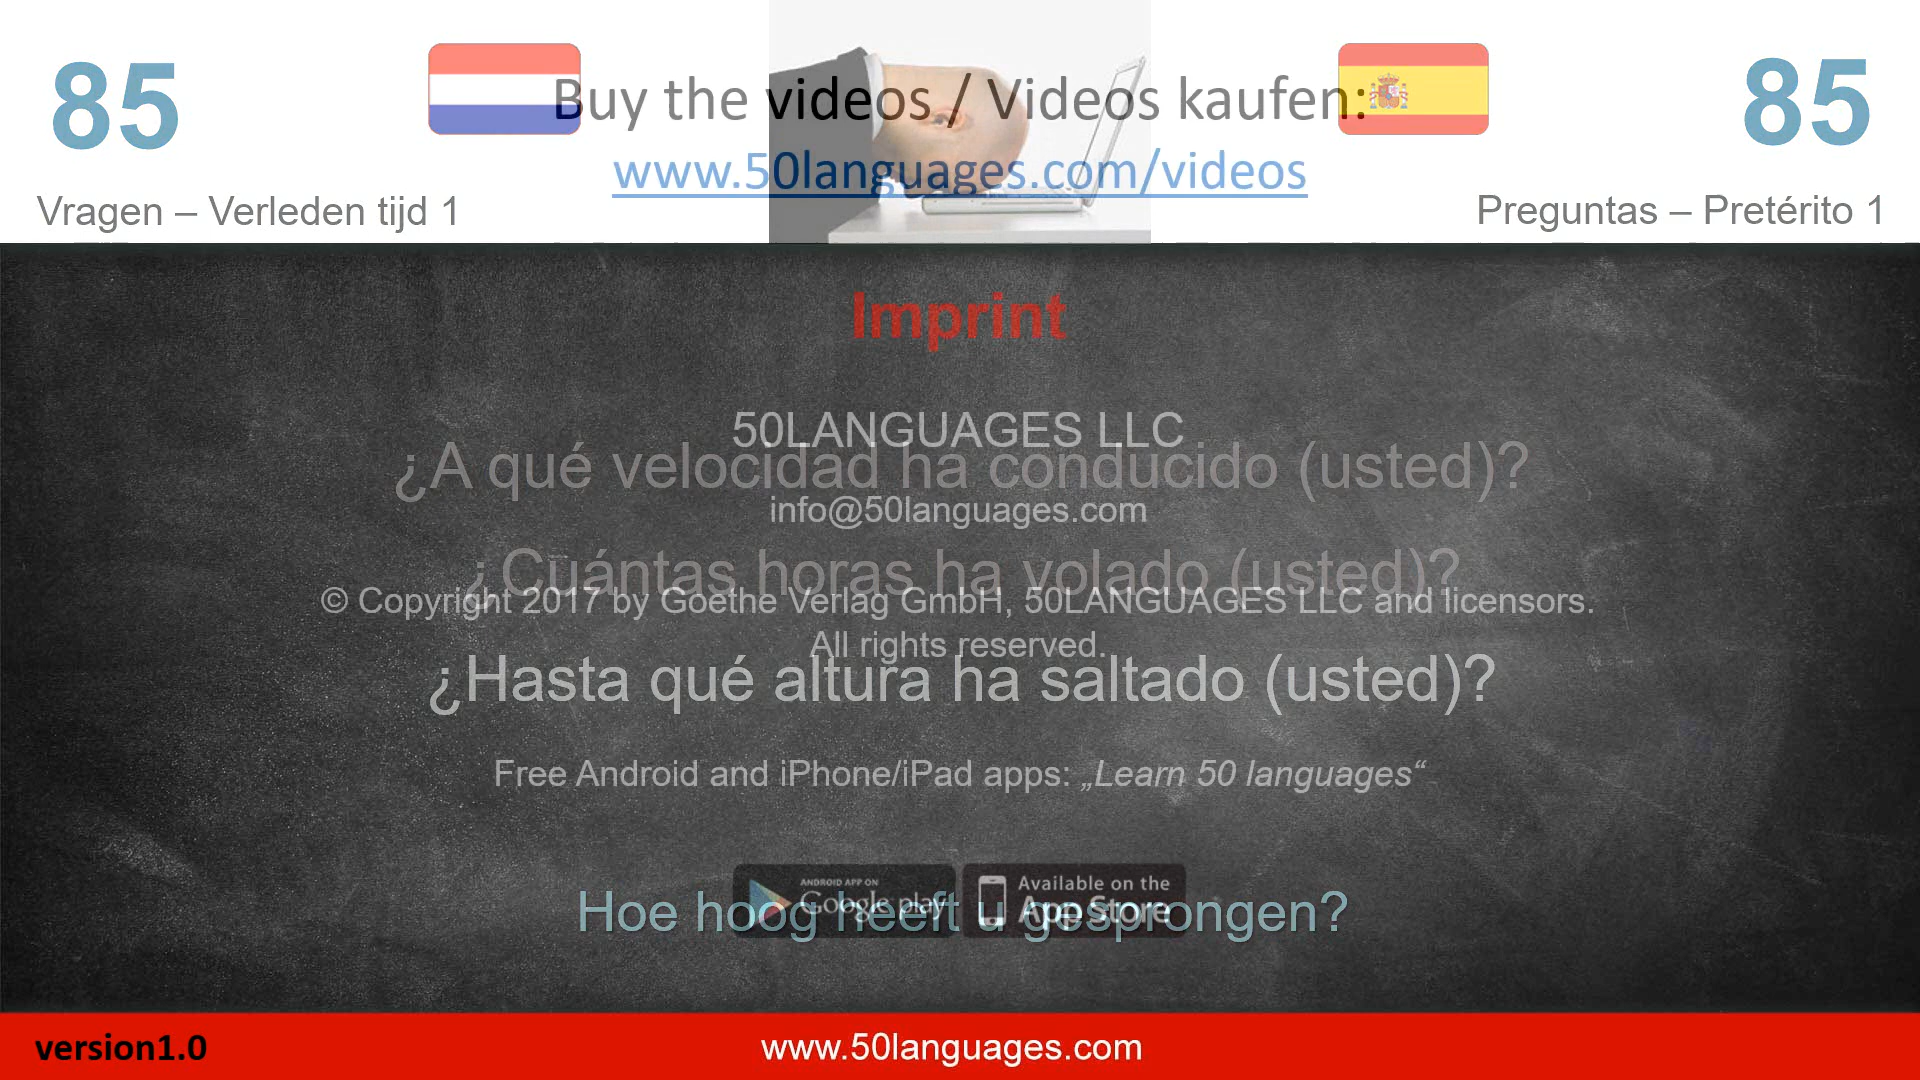 85
Buy the videos / Videos kaufen:
85
www.50languages.com/videos
Vragen – Verleden tijd 1
Preguntas – Pretérito 1
Imprint
50LANGUAGES LLC
¿A qué velocidad ha conducido (usted)?
info@50languages.com
¿Cuántas horas ha volado (usted)?
© Copyright 2017 by Goethe Verlag GmbH, 50LANGUAGES LLC and licensors.
All rights reserved.
¿Hasta qué altura ha saltado (usted)?
Free Android and iPhone/iPad apps: „Learn 50 languages“
ANDROID APP ON
Google play
Available on the
App Store
Hoe hoog heeft u gesprongen?
version1.0
www.50languages.com